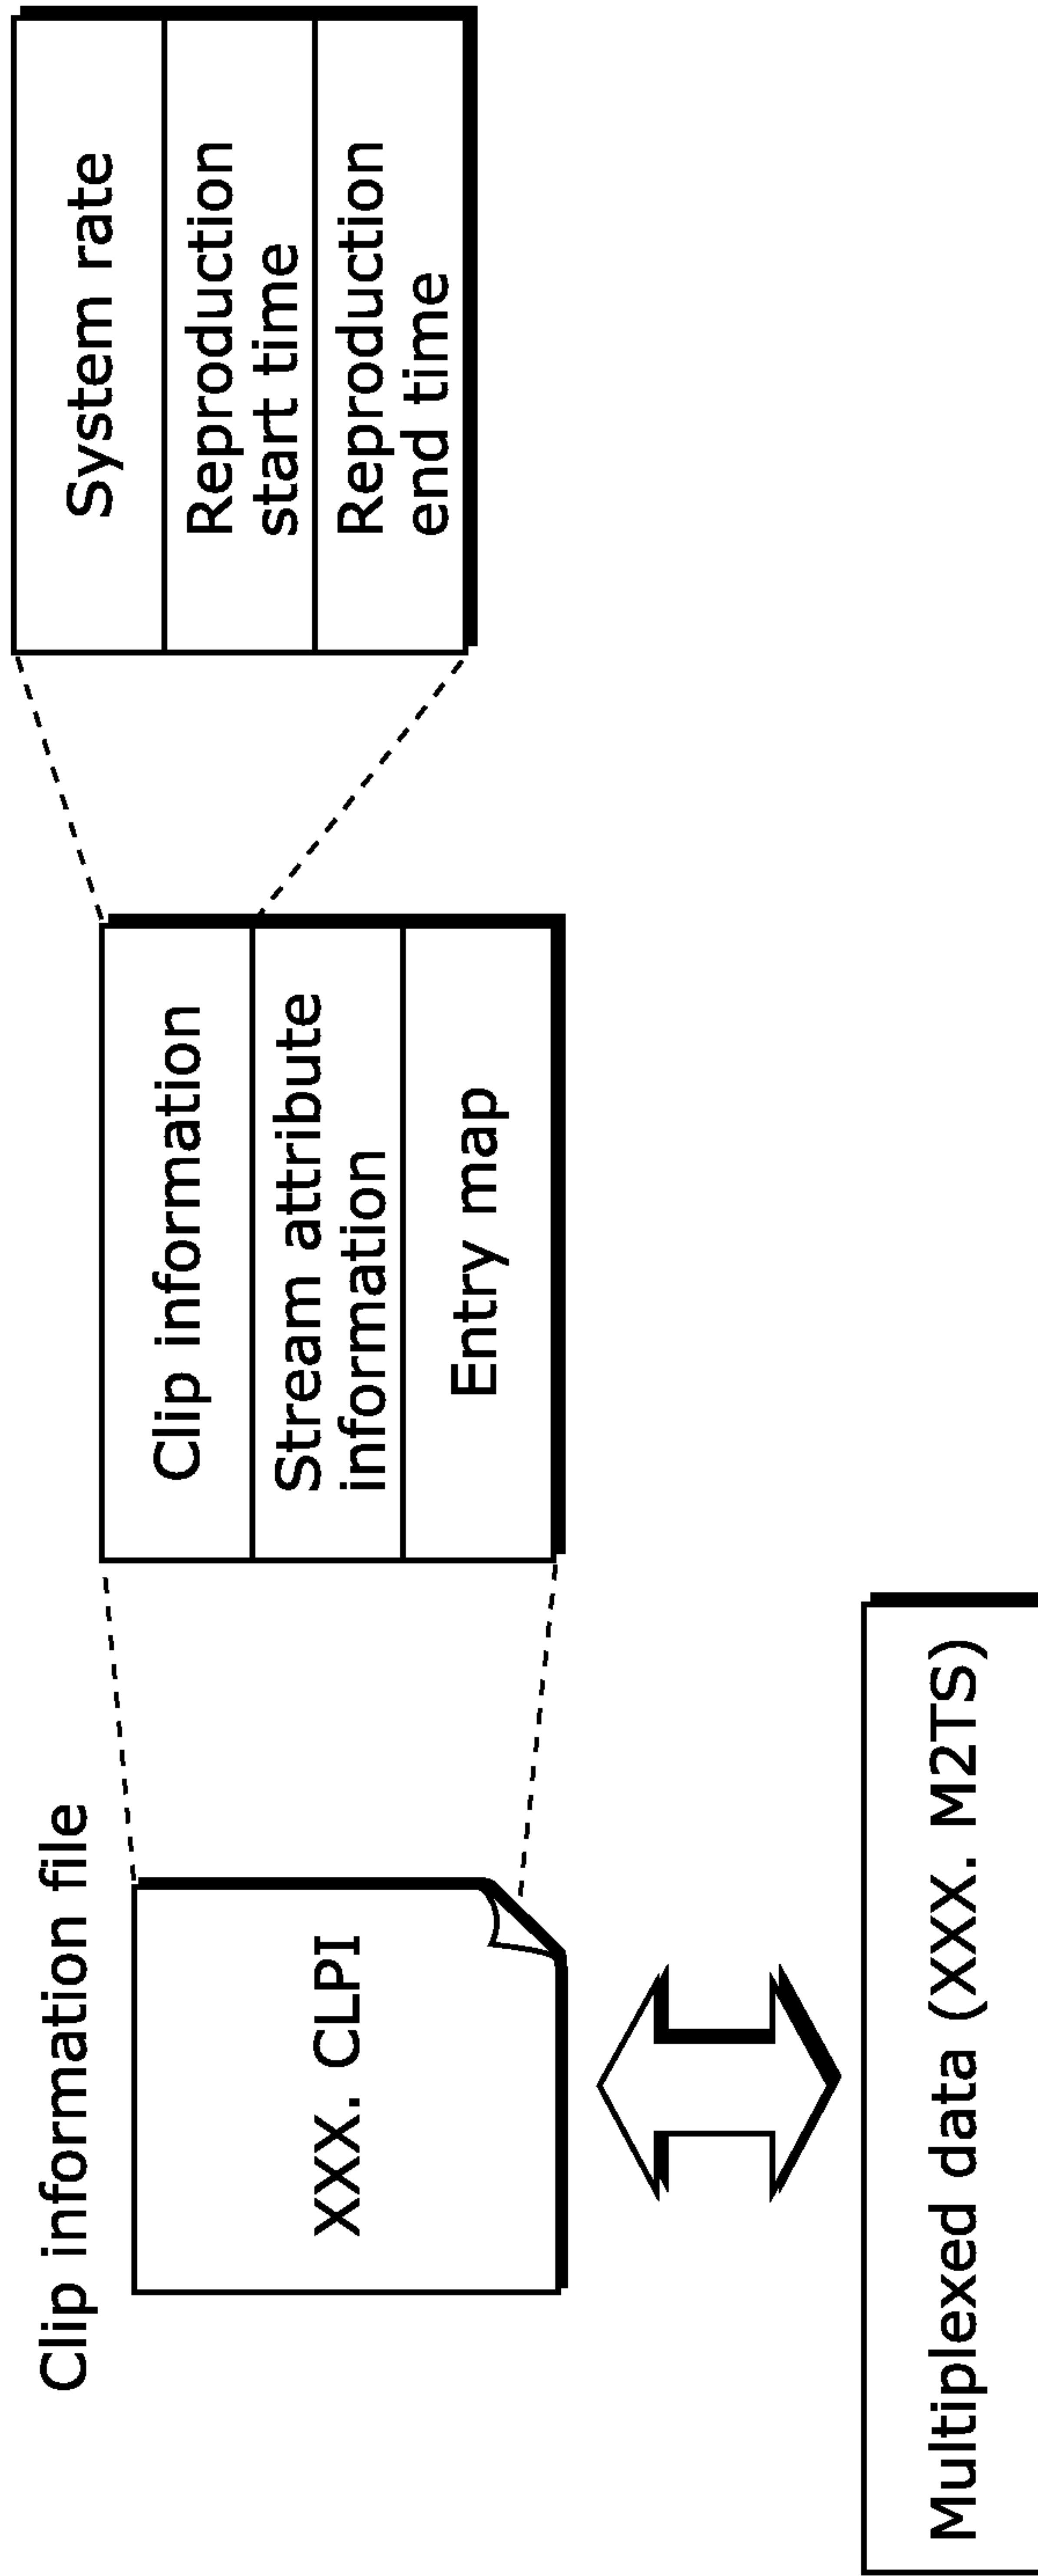 Clip information file
XXX. CLPI
Clip information
Stream attribute
information
Entry map
System rate
Reproduction
start time
Reproduction
end time
Multiplexed data (XXX. M2TS)